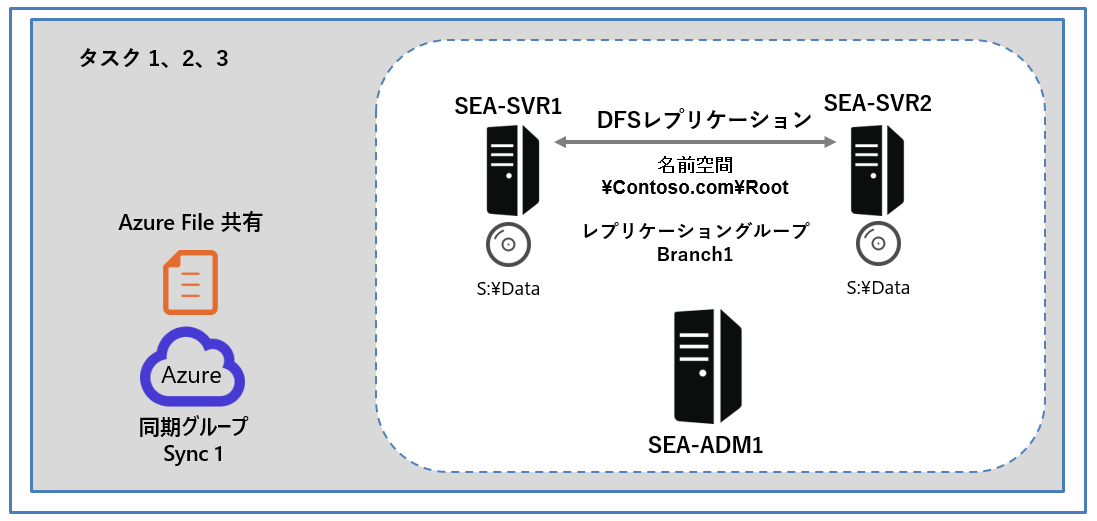 タスク 1、2、3
SEA-SVR1
SEA-SVR2
DFSレプリケーション
名前空間
¥Contoso.com¥Root
レプリケーショングループ
Branch1
S:¥Data
S:¥Data
Azure File 共有
Azure
同期グループ
Sync 1
SEA-ADM1